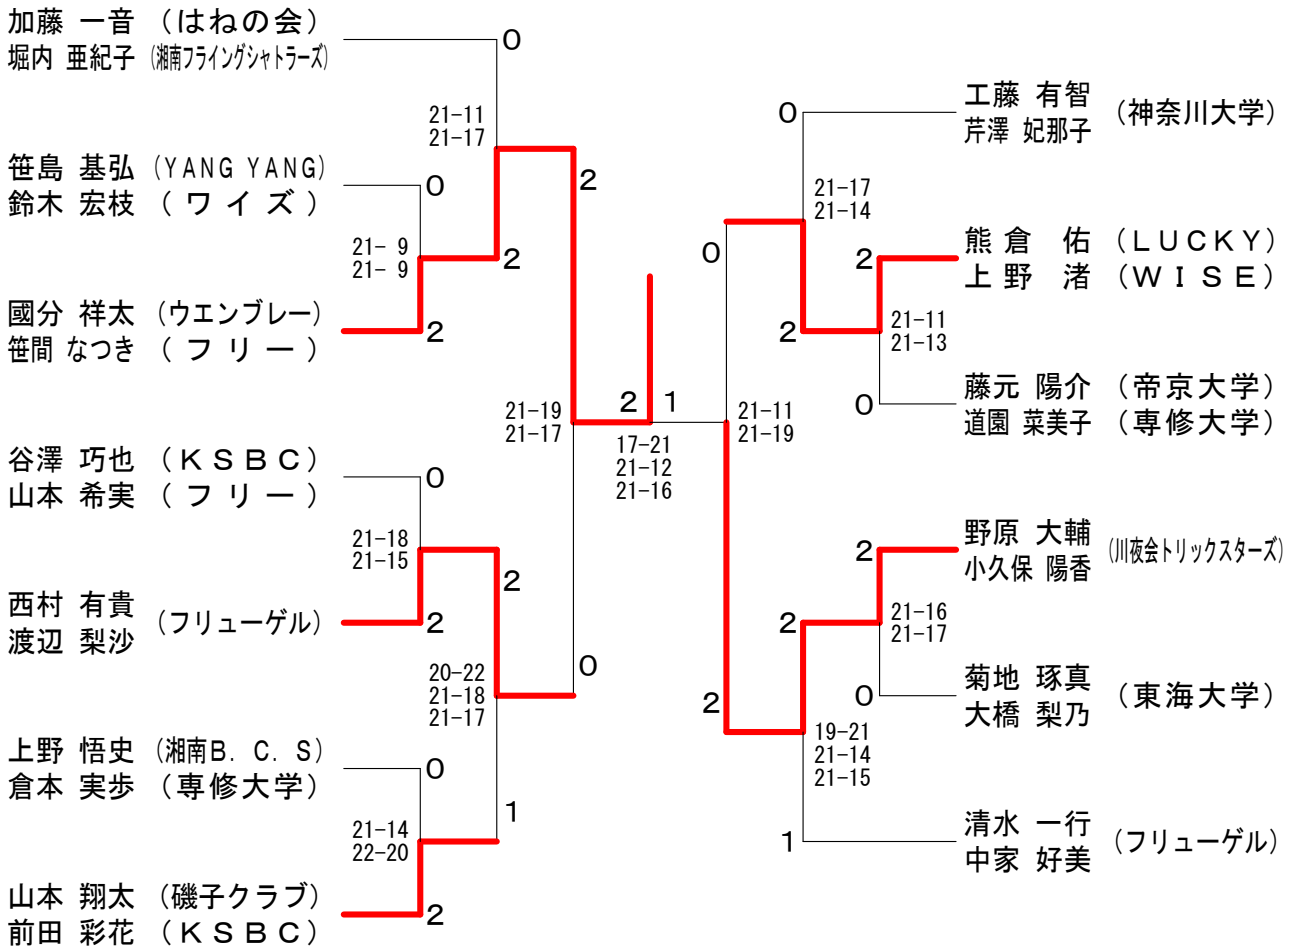 加藤 一音 （はねの会）
堀内 亜紀子 （湘南フライングシャトラーズ）
0
21-11
21-17
笹島 基弘 （YANG YANG）
鈴木 宏枝 （ワイズ）
0
2
21- 9
21- 9
2
國分 祥太 （ウエンブレー）
笹間 なつき （フリー）
2
21-19
21-17
谷澤 巧也 （KSBC）
山本 希実 （フリー）
0
21-18
21-15
2
西村 有貴
渡辺 梨沙
（フリューゲル）
2
0
20-22
21-18
21-17
上野 悟史 （湘南B. C. S）
倉本 実歩 （専修大学）
0
1
21-14
22-20
山本 翔太 （磯子クラブ）
前田 彩花 （KSBC）
2
2 1
17-21
21-12
21-16
0
工藤 有智
芹澤 妃那子
（神奈川大学）
21-17
21-14
0
2
熊倉 佑 （LUCKY）
上野 渚 （WISE）
2
21-11
21-13
0
藤元 陽介 （帝京大学）
道園 菜美子 （専修大学）
21-11
21-19
2
野原 大輔
小久保 陽香
（川夜会トリックスターズ）
2
21-16
21-17
0
菊地 琢真
大橋 梨乃
（東海大学）
2
19-21
21-14
21-15
1
清水 一行
中家 好美
（フリューゲル）